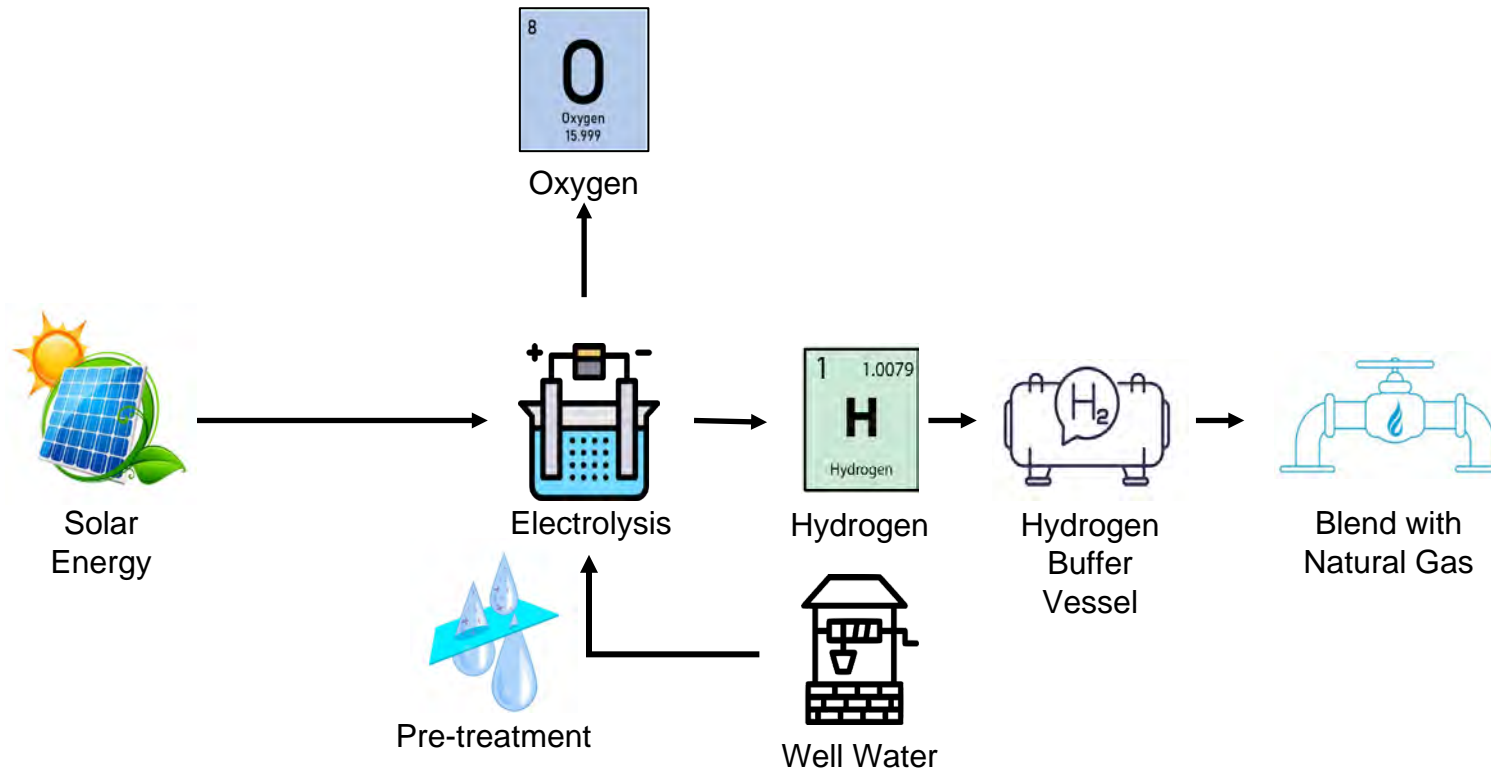 8
O
Oxygen
15.999
Oxygen
+ −
1 1.0079
H
Hydrogen
H2
Solar
Energy
Electrolysis
Hydrogen
Hydrogen
Buffer
Vessel
Blend with
Natural Gas
Pre-treatment
Well Water